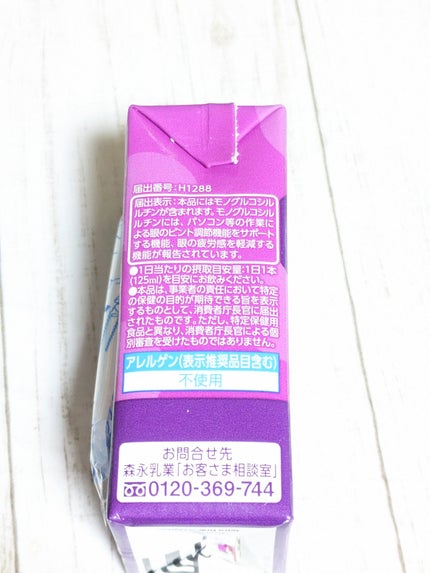 届出番号:H1288
届出表示:本品にはモノグルコシル
ルチンが含まれます。モノグルコシル
ルチンには、パソコン等の作業に
よる眼のピント調節機能をサポート
する機能、眼の疲労感を軽減する
機能が報告されています。
●1日当たりの摂取目安量:1日1本
(125ml)を目安にお飲みください。
●本品は、事業者の責任において特定
の保健の目的が期待できる旨を表示
するものとして、消費者庁長官に届出
されたものです。ただし、特定保健用
食品と異なり、消費者庁長官による個
別審査を受けたものではありません。
アレルゲン(表示推奨品目含む)
不使用
お問合せ先
森永乳業「お客さま相談室」
0120-369-744